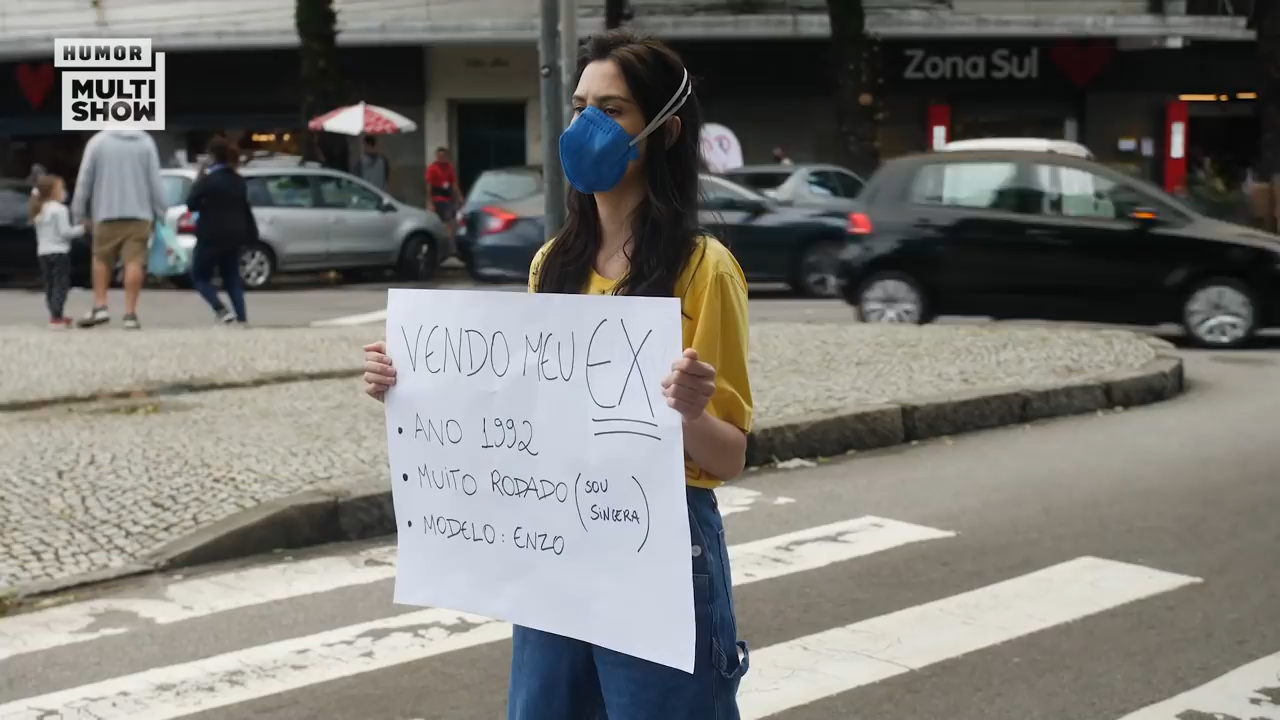 HUMOR
MULTI
SHOW
Zona Sul
VENDO MEU EX
• ANO 1992
• MUITO RODADO (SOU
SINCERA)
• MODELO: ENZO